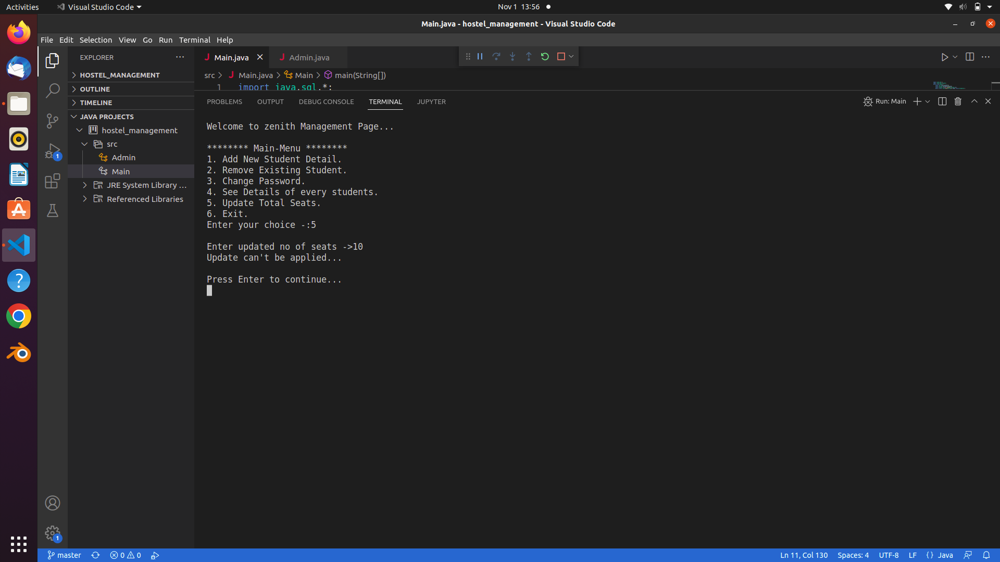 Activities Visual Studio Code Nov 1 13:56
Main.java - hostel_management - Visual Studio Code
File Edit Selection View Go Run Terminal Help
EXPLORER
HOSTEL_MANAGEMENT
OUTLINE
TIMELINE
JAVA PROJECTS
hostel_management
src
Admin
Main
JRE System Library ...
Referenced Libraries
1
1
J Main.java J Admin.java
src J Main.java Main main(String[])
1 import java.sql.*;
PROBLEMS OUTPUT DEBUG CONSOLE TERMINAL JUPYTER Run: Main
Welcome to zenith Management Page...
******** Main-Menu ********
1. Add New Student Detail.
2. Remove Existing Student.
3. Change Password.
4. See Details of every students.
5. Update Total Seats.
6. Exit.
Enter your choice -:5
Enter updated no of seats ->10
Update can't be applied...
Press Enter to continue...
master 0 0 Ln 11, Col 130 Spaces: 4 UTF-8 LF {} Java